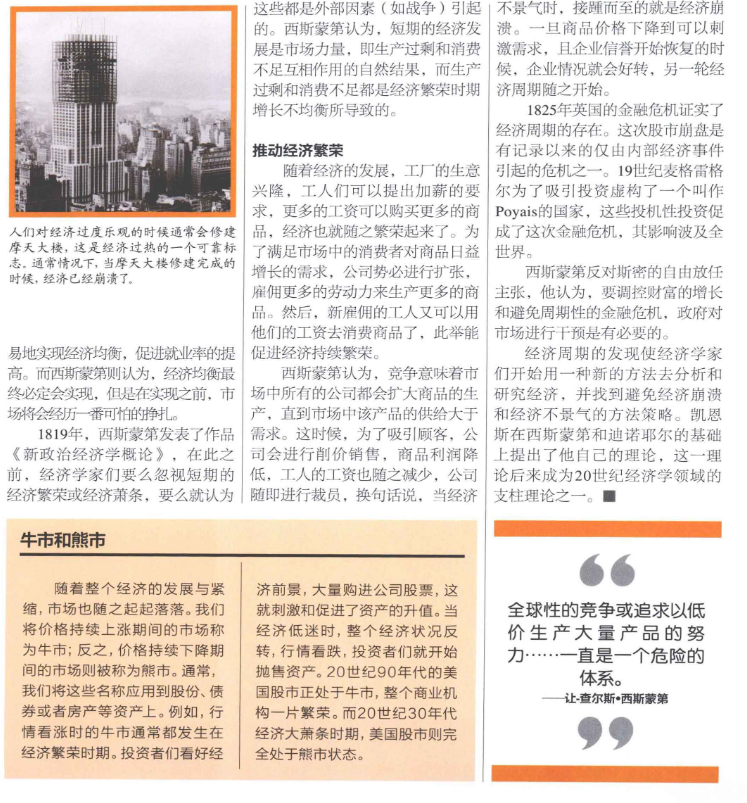 人们对经济过度乐观的时候通常会修建
摩天大楼，这是经济过热的一个可靠标
志。通常情况下，当摩天大楼修建完成的
时候，经济已经崩溃了。
易地实现经济均衡，促进就业率的提
高。而西斯蒙第则认为，经济均衡最
终必定会实现，但是在实现之前，市
场将会经历一番可怕的挣扎。
1819年，西斯蒙第发表了作品
《新政治经济学概论》，在此之
前，经济学家们要么忽视短期的
经济繁荣或经济萧条，要么就认为
这些都是外部因素（如战争）引起
的。西斯蒙第认为，短期的经济发
展是市场力量，即生产过剩和消费
不足互相作用的自然结果，而生产
过剩和消费不足都是经济繁荣时期
增长不均衡所导致的。
推动经济繁荣
随着经济的发展，工厂的生意
兴隆，工人们可以提出加薪的要
求，更多的工资可以购买更多的商
品，经济也就随之繁荣起来了。为
了满足市场中的消费者对商品日益
增长的需求，公司势必进行扩张，
雇佣更多的劳动力来生产更多的商
品。然后，新雇佣的工人又可以用
他们的工资去消费商品了，此举能
促进经济持续繁荣。
西斯蒙第认为，竞争意味着市
场中所有的公司都会扩大商品的生
产，直到市场中该产品的供给大于
需求。这时候，为了吸引顾客，公
司会进行削价销售，商品利润降
低，工人的工资也随之减少，公司
随即进行裁员，换句话说，当经济
不景气时，接踵而至的就是经济崩
溃。一旦商品价格下降到可以刺
激需求，且企业信誉开始恢复的时
候，企业情况就会好转，另一轮经
济周期随之开始。
1825年英国的金融危机证实了
经济周期的存在。这次股市崩盘是
有记录以来的仅由内部经济事件
引起的危机之一。19世纪麦格雷格
尔为了吸引投资虚构了一个叫作
Poyais的国家，这些投机性投资促
成了这次金融危机，其影响波及全
世界。
西斯蒙第反对斯密的自由放任
主张，他认为，要调控财富的增长
和避免周期性的金融危机，政府对
市场进行干预是有必要的。
经济周期的发现使经济学家
们开始用一种新的方法去分析和
研究经济，并找到避免经济崩溃
和经济不景气的方法策略。凯恩
斯在西斯蒙第和迪诺耶尔的基础
上提出了他自己的理论，这一理
论后来成为20世纪经济学领域的
支柱理论之一。
牛市和熊市
随着整个经济的发展与紧
缩，市场也随之起起落落。我们
将价格持续上涨期间的市场称
为牛市；反之，价格持续下降期
间的市场则被称为熊市。通常，
我们将这些名称应用到股份、债
券或者房产等资产上。例如，行
情看涨时的牛市通常都发生在
经济繁荣时期。投资者们看好经
济前景，大量购进公司股票，这
就刺激和促进了资产的升值。当
经济低迷时，整个经济状况反
转，行情看跌，投资者们就开始
抛售资产。20世纪90年代的美
国股市正处于牛市，整个商业机
构一片繁荣。而20世纪30年代
经济大萧条时期，美国股市则完
全处于熊市状态。
“
全球性的竞争或追求以低
价生产大量产品的努
力……一直是一个危险的
体系。
——让-查尔斯•西斯蒙第
”